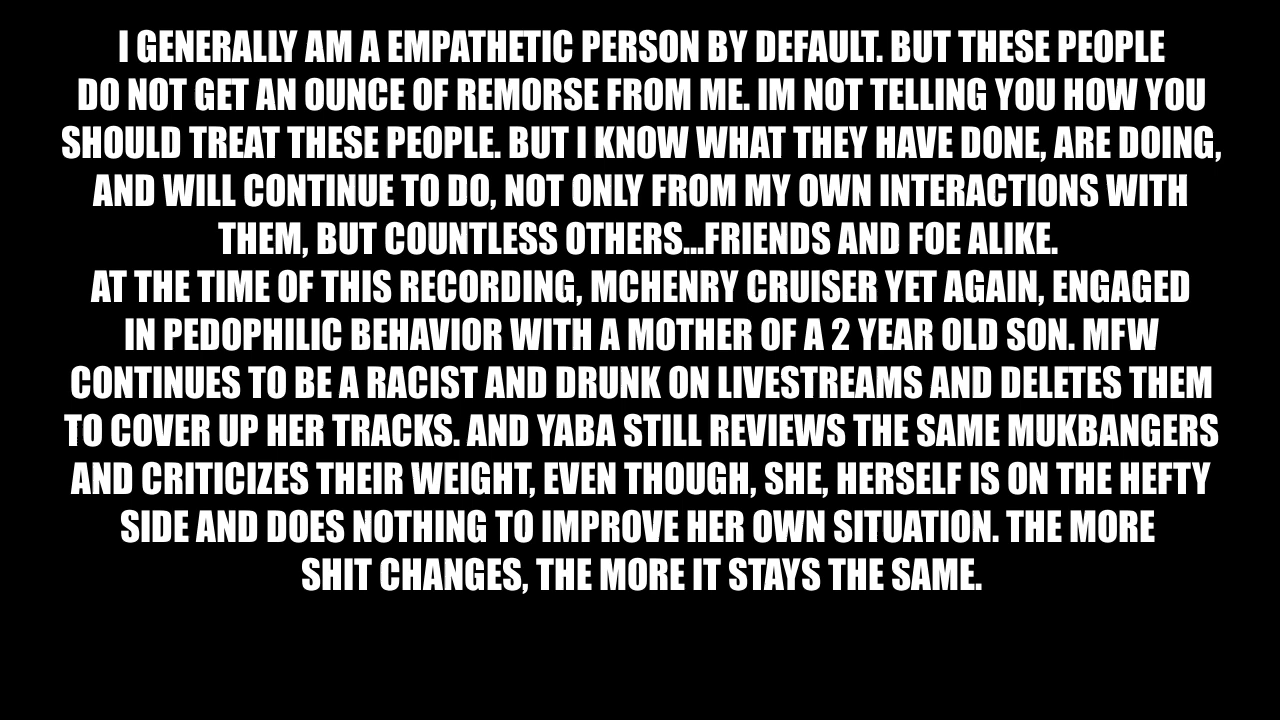 I GENERALLY AM A EMPATHETIC PERSON BY DEFAULT. BUT THESE PEOPLE
DO NOT GET AN OUNCE OF REMORSE FROM ME. IM NOT TELLING YOU HOW YOU
SHOULD TREAT THESE PEOPLE. BUT I KNOW WHAT THEY HAVE DONE, ARE DOING,
AND WILL CONTINUE TO DO, NOT ONLY FROM MY OWN INTERACTIONS WITH
THEM, BUT COUNTLESS OTHERS...FRIENDS AND FOE ALIKE.
AT THE TIME OF THIS RECORDING, MCHENRY CRUISER YET AGAIN, ENGAGED
IN PEDOPHILIC BEHAVIOR WITH A MOTHER OF A 2 YEAR OLD SON. MFW
CONTINUES TO BE A RACIST AND DRUNK ON LIVESTREAMS AND DELETES THEM
TO COVER UP HER TRACKS. AND YABA STILL REVIEWS THE SAME MUKBANGERS
AND CRITICIZES THEIR WEIGHT, EVEN THOUGH, SHE, HERSELF IS ON THE HEFTY
SIDE AND DOES NOTHING TO IMPROVE HER OWN SITUATION. THE MORE
SHIT CHANGES, THE MORE IT STAYS THE SAME.